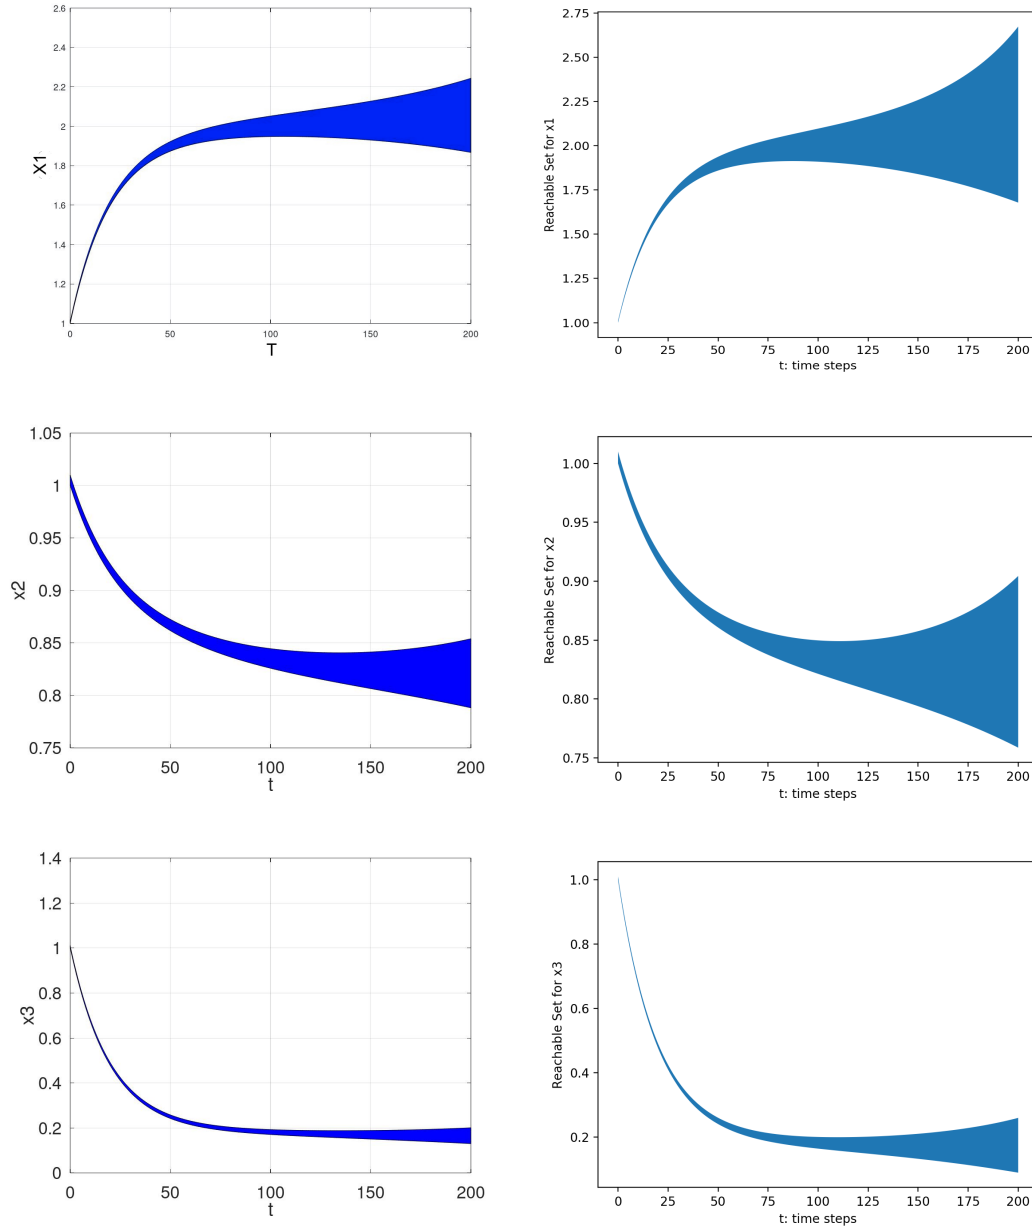 2.6
2.4
2.2
2
1.8
1.6
1.4
1.2
1
X1
0 50 100 150 200
T
2.75
2.50
2.25
2.00
1.75
1.50
1.25
1.00
Reachable Set for x1
0 25 50 75 100 125 150 175 200
t: time steps
1.05
1
0.95
0.9
0.85
0.8
0.75
x2
0 50 100 150 200
t
1.00
0.95
0.90
0.85
0.80
0.75
Reachable Set for x2
0 25 50 75 100 125 150 175 200
t: time steps
1.4
1.2
1
0.8
0.6
0.4
0.2
0
x3
0 50 100 150 200
t
1.0
0.8
0.6
0.4
0.2
Reachable Set for x3
0 25 50 75 100 125 150 175 200
t: time steps